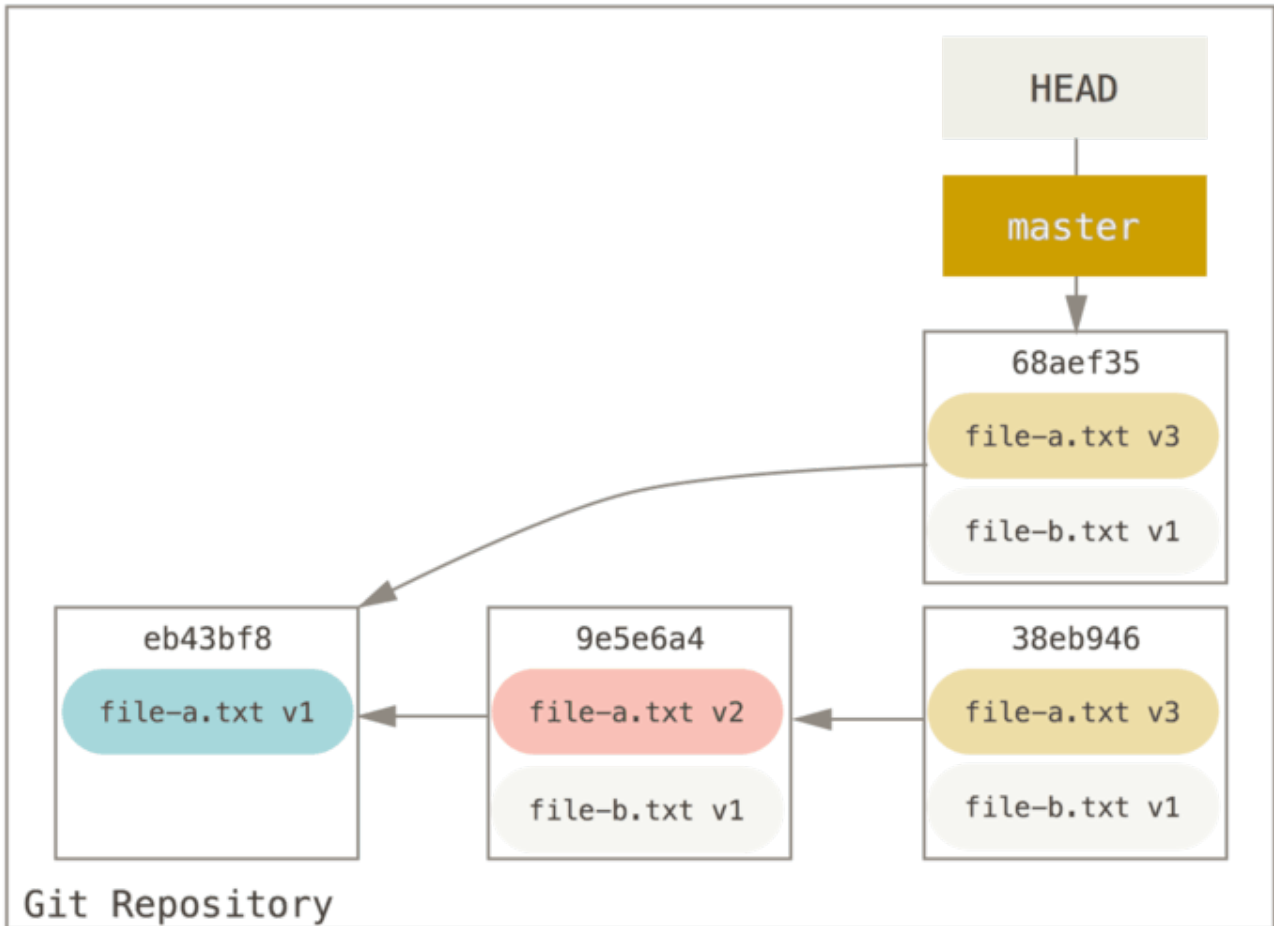 HEAD
master
68aef35
file-a.txt v3
file-b.txt v1
eb43bf8
file-a.txt v1
9e5e6a4
file-a.txt v2
file-b.txt v1
38eb946
file-a.txt v3
file-b.txt v1
Git Repository